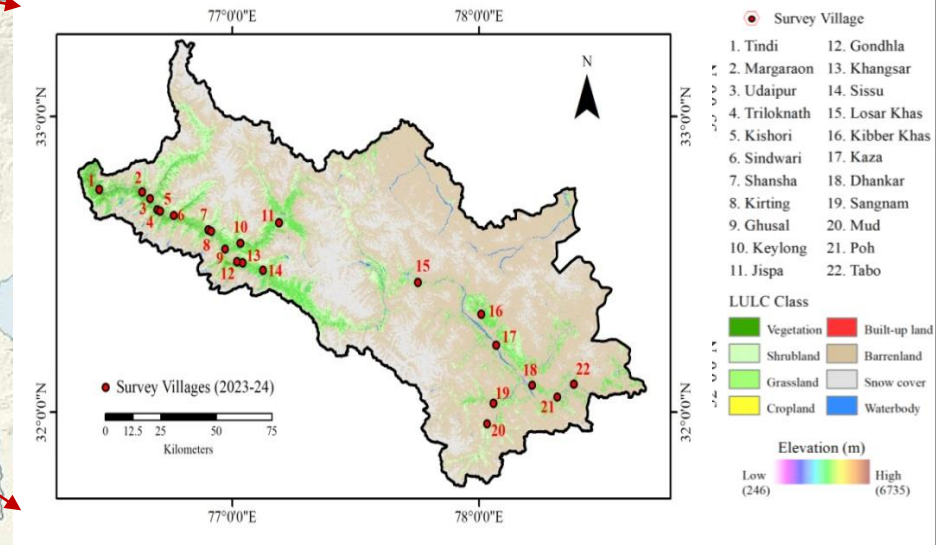 77°0'0"E 78°0'0"E
33°0'0"N
32°0'0"N
N
1
2
3
4
5
6
7
8
9
10
11
12
13
14
15
16
17
18
19
20
21
22
Survey Villages (2023-24)
0 12.5 25 50 75
Kilometers
33°0'0"N
32°0'0"N
77°0'0"E 78°0'0"E
Survey Village
1. Tindi 12. Gondhla
2. Margaraon 13. Khangsar
3. Udaipur 14. Sissu
4. Triloknath 15. Losar Khas
5. Kishori 16. Kibber Khas
6. Sindwari 17. Kaza
7. Shansha 18. Dhankar
8. Kirting 19. Sangnam
9. Ghusal 20. Mud
10. Keylong 21. Poh
11. Jispa 22. Tabo
LULC Class
Vegetation Built-up land
Shrubland Barrenland
Grassland Snow cover
Cropland Waterbody
Elevation (m)
Low High
(246) (6735)